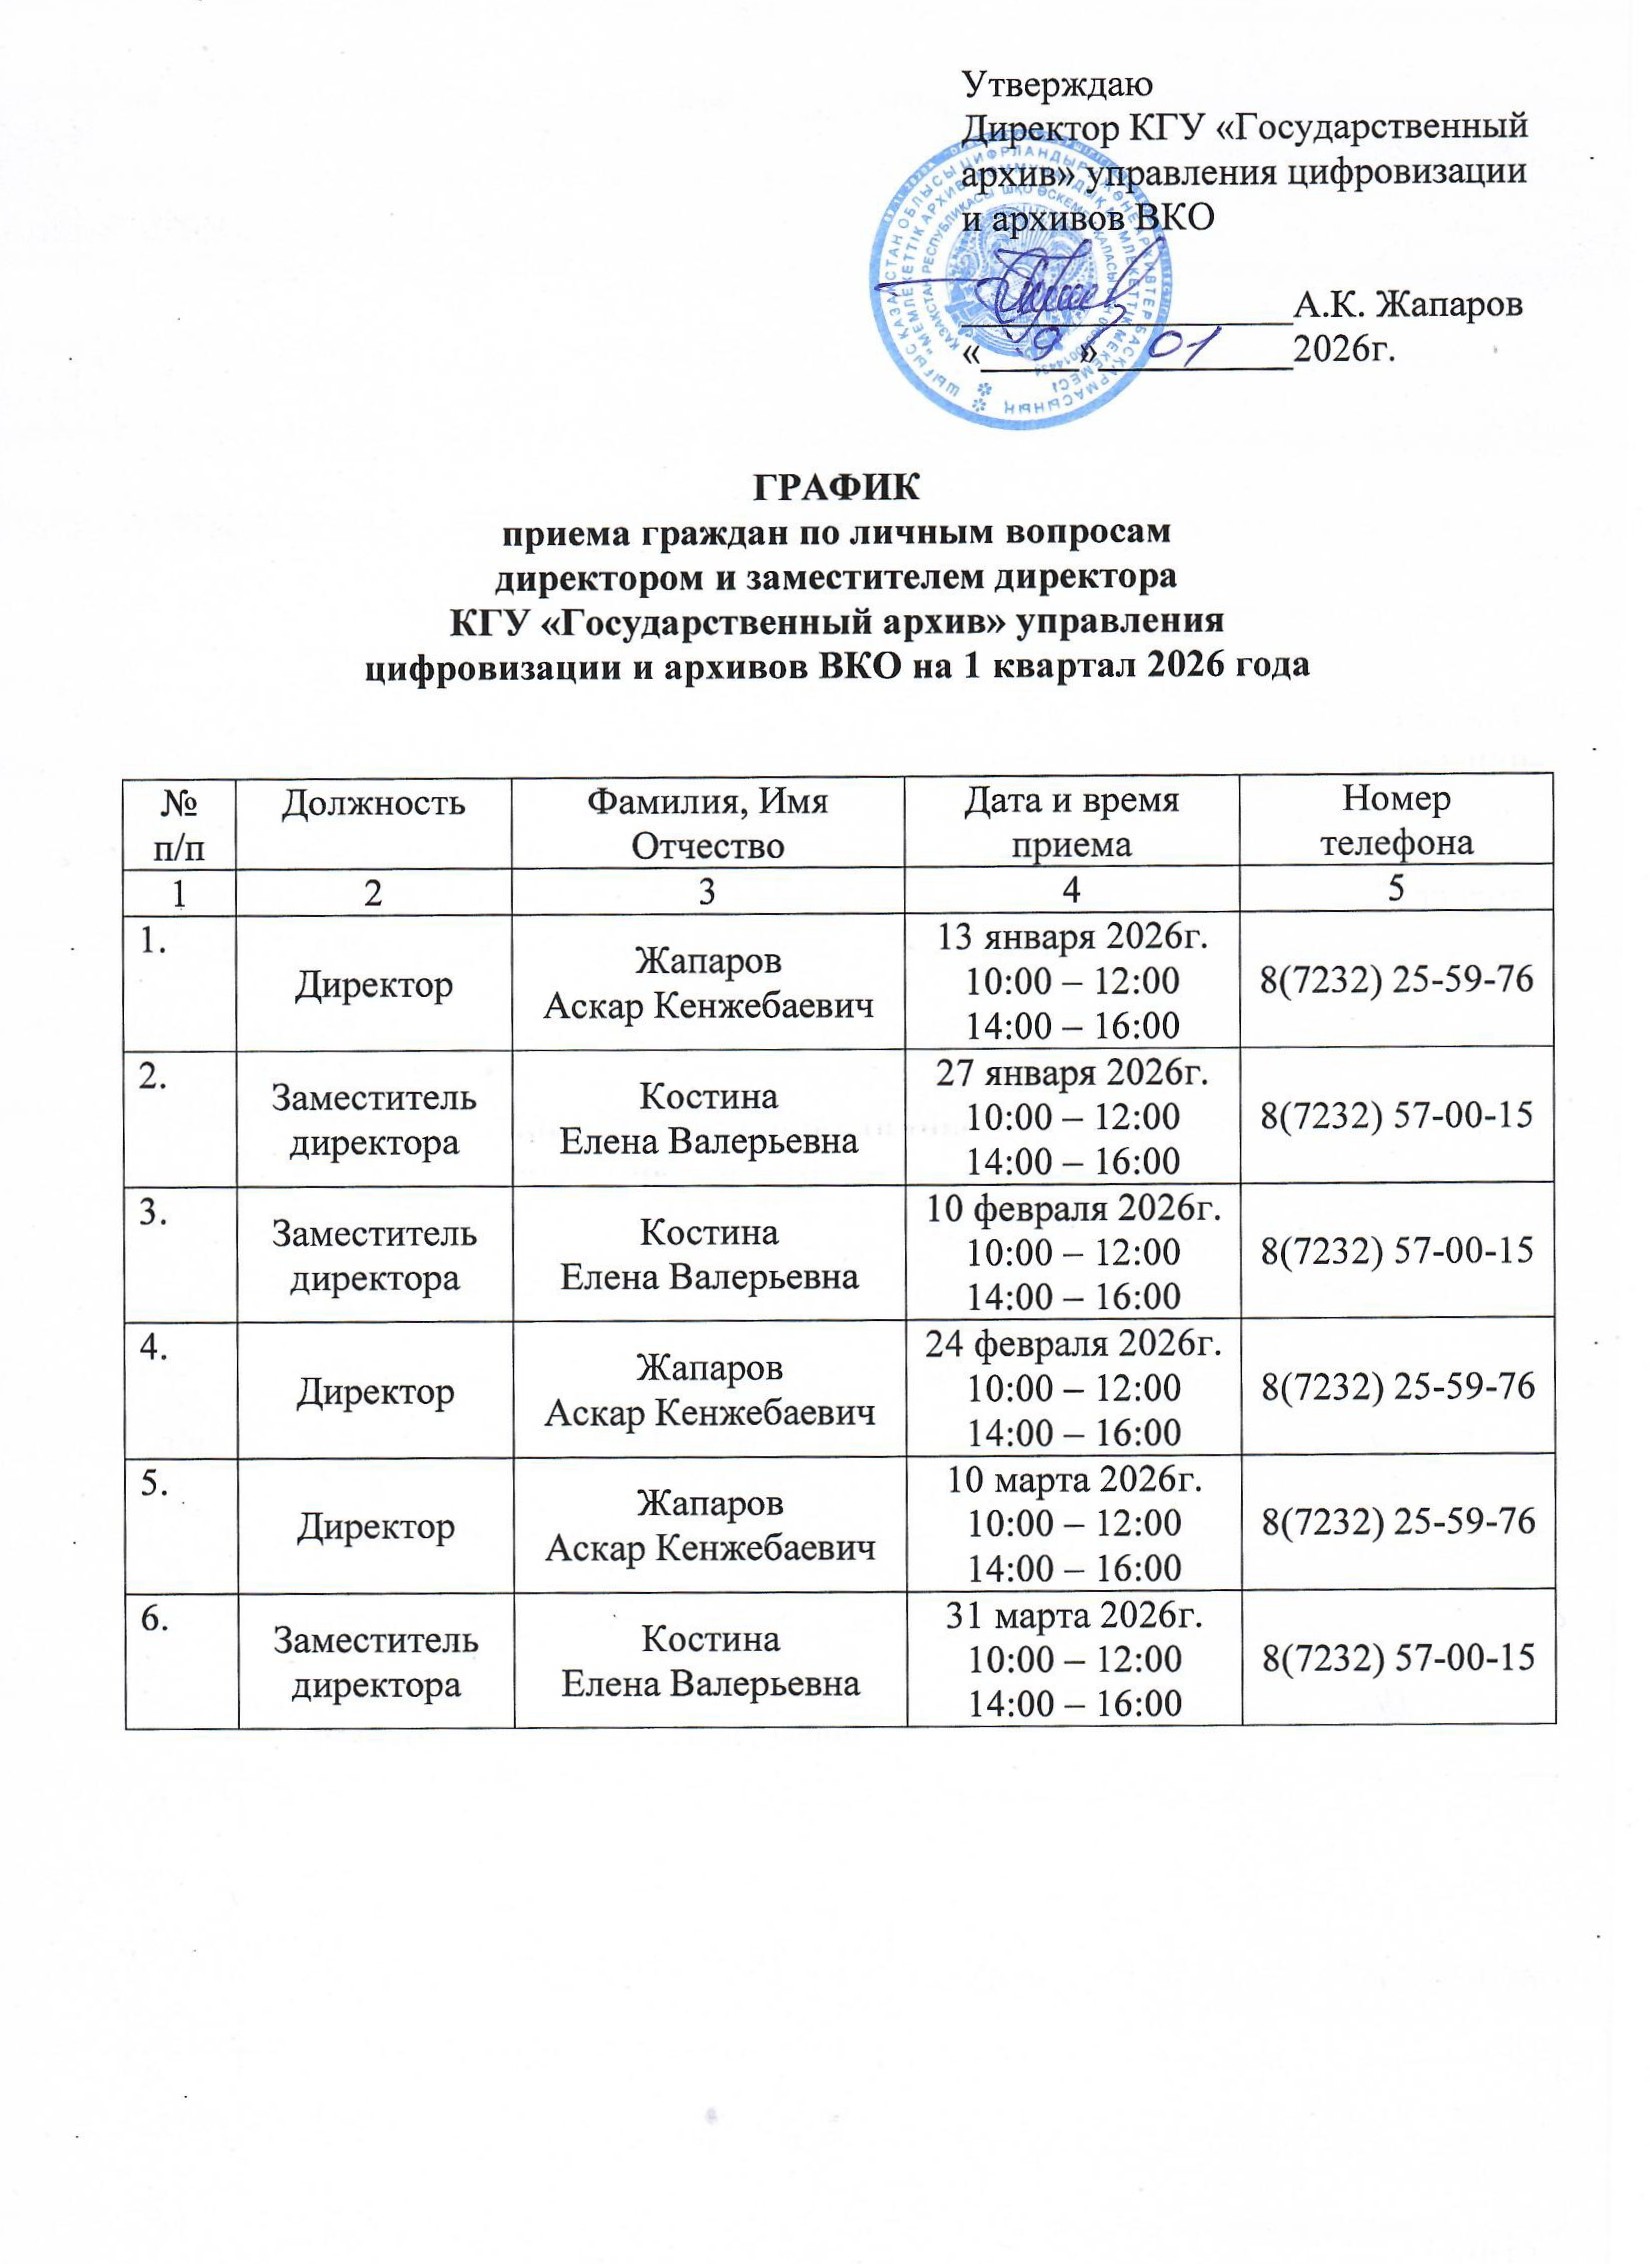 Утверждаю
Директор КГУ «Государственный
архив» управления цифровизации
и архивов ВКО
А.К. Жапаров
« 9 » 01 2026г.
ГРАФИК
приема граждан по личным вопросам
директором и заместителем директора
КГУ «Государственный архив» управления
цифровизации и архивов ВКО на 1 квартал 2026 года
№ п/п Должность Фамилия, Имя Отчество Дата и время приема Номер телефона
1 2 3 4 5
1.
Директор
Жапаров
Аскар Кенжебаевич
13 января 2026г.
10:00 – 12:00
14:00 – 16:00
8(7232) 25-59-76
2.
Заместитель
директора
Костина
Елена Валерьевна
27 января 2026г.
10:00 – 12:00
14:00 – 16:00
8(7232) 57-00-15
3.
Заместитель
директора
Костина
Елена Валерьевна
10 февраля 2026г.
10:00 – 12:00
14:00 – 16:00
8(7232) 57-00-15
4.
Директор
Жапаров
Аскар Кенжебаевич
24 февраля 2026г.
10:00 – 12:00
14:00 – 16:00
8(7232) 25-59-76
5.
Директор
Жапаров
Аскар Кенжебаевич
10 марта 2026г.
10:00 – 12:00
14:00 – 16:00
8(7232) 25-59-76
6.
Заместитель
директора
Костина
Елена Валерьевна
31 марта 2026г.
10:00 – 12:00
14:00 – 16:00
8(7232) 57-00-15